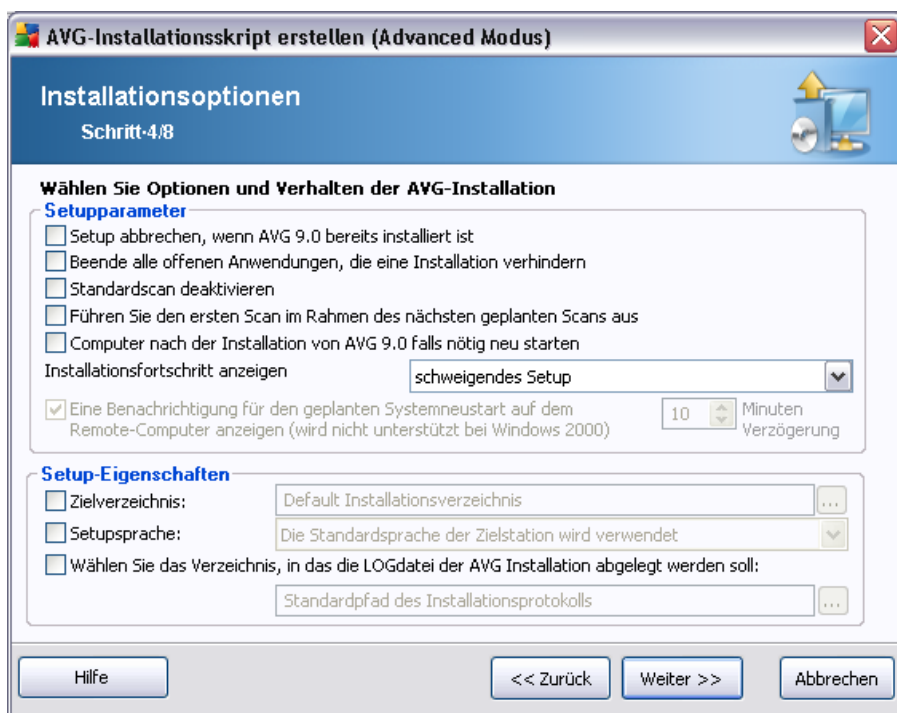 AVG-Installationsskript erstellen (Advanced Modus)
Installationsoptionen
Schritt-4/8
Wählen Sie Optionen und Verhalten der AVG-Installation
Setupparameter
Setup abbrechen, wenn AVG 9.0 bereits installiert ist
Beende alle offenen Anwendungen, die eine Installation verhindern
Standardscan deaktivieren
Führen Sie den ersten Scan im Rahmen des nächsten geplanten Scans aus
Computer nach der Installation von AVG 9.0 falls nötig neu starten
Installationsfortschritt anzeigen
schweigendes Setup
Eine Benachrichtigung für den geplanten Systemneustart auf dem
Remote-Computer anzeigen (wird nicht unterstützt bei Windows 2000)
10
Minuten
Verzögerung
Setup-Eigenschaften
Zielverzeichnis:
Default Installationsverzeichnis
...
Setupsprache:
Die Standardsprache der Zielstation wird verwendet
Wählen Sie das Verzeichnis, in das die LOGdatei der AVG Installation abgelegt werden soll:
Standardpfad des Installationsprotokolls
...
Hilfe
<< Zurück
Weiter >>
Abbrechen